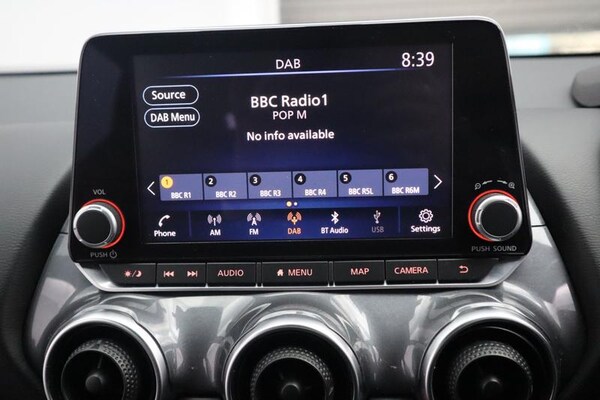 DAB
8:39
Source
DAB Menu
BBC Radio1
POP M
No info available
1 2 3 4 5 6
BBC R1 BBC R2 BBC R3 BBC R4 BBC R5L BBC R6M
Phone AM FM DAB BT Audio USB Settings
VOL
PUSH
PUSH SOUND
AUDIO MENU MAP CAMERA